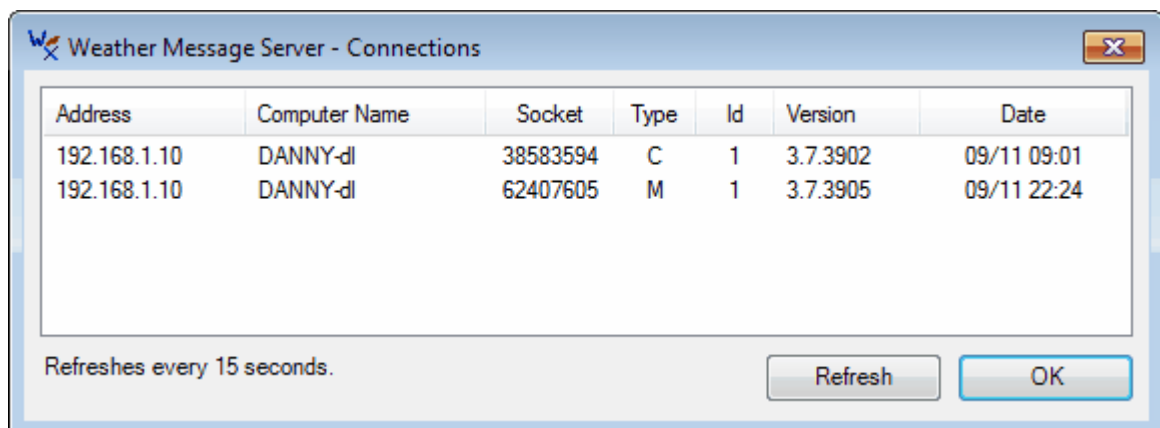 Weather Message Server - Connections
Address Computer Name Socket Type Id Version Date
192.168.1.10 DANNY-dl 38583594 C 1 3.7.3902 09/11 09:01
192.168.1.10 DANNY-dl 62407605 M 1 3.7.3905 09/11 22:24
Refreshes every 15 seconds. Refresh OK